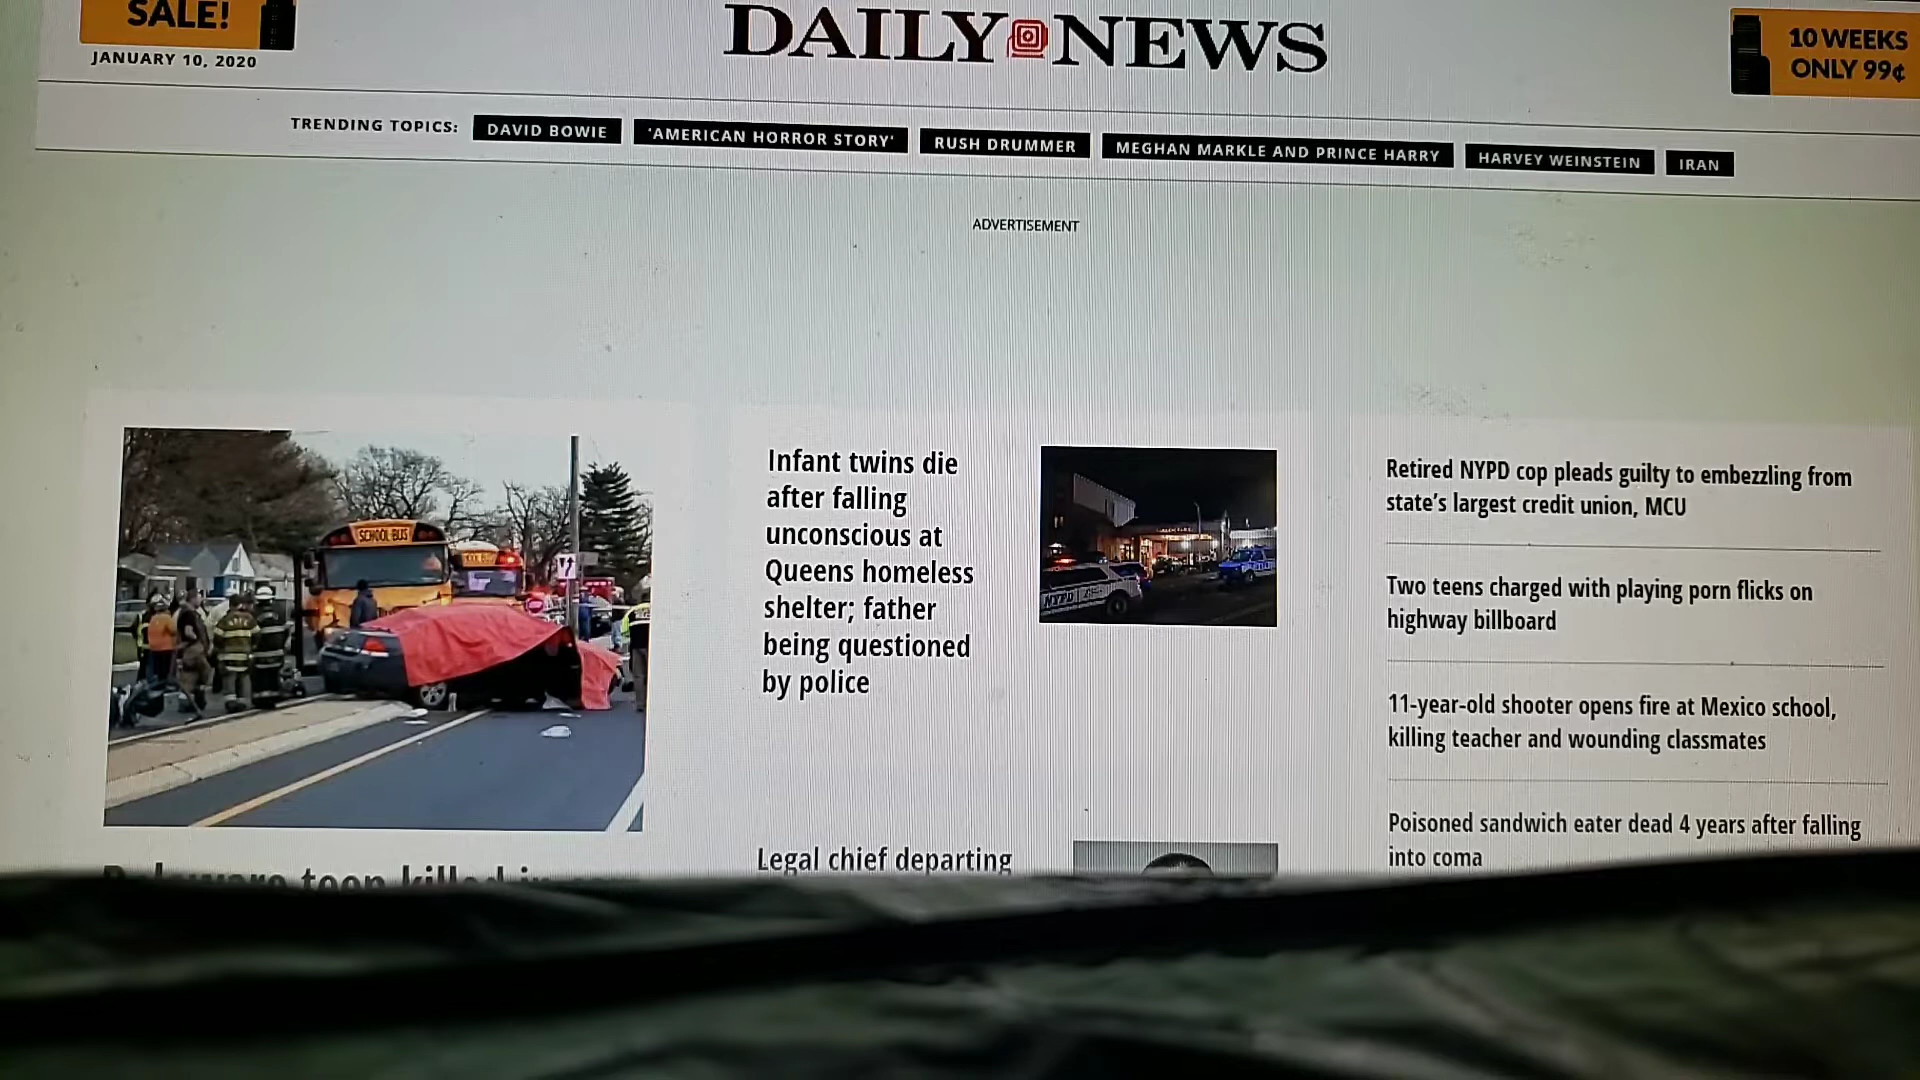 SALE!
JANUARY 10, 2020
DAILY NEWS
10 WEEKS
ONLY 99¢
TRENDING TOPICS: DAVID BOWIE 'AMERICAN HORROR STORY' RUSH DRUMMER MEGHAN MARKLE AND PRINCE HARRY HARVEY WEINSTEIN IRAN
ADVERTISEMENT
SCHOOL BUS
Infant twins die
after falling
unconscious at
Queens homeless
shelter; father
being questioned
by police
NYPD
Legal chief departing
Retired NYPD cop pleads guilty to embezzling from
state’s largest credit union, MCU
Two teens charged with playing porn flicks on
highway billboard
11-year-old shooter opens fire at Mexico school,
killing teacher and wounding classmates
Poisoned sandwich eater dead 4 years after falling
into coma